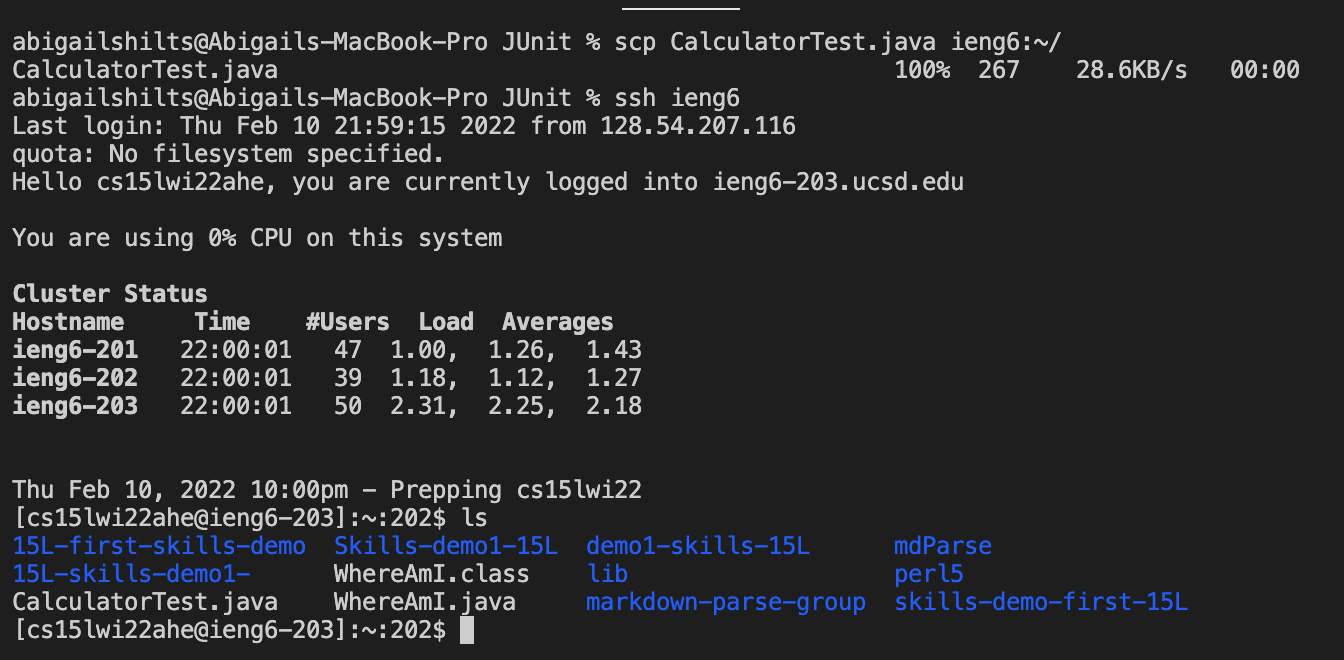 abigailshilts@Abigails-MacBook-Pro JUnit % scp CalculatorTest.java ieng6:~/
CalculatorTest.java                                            100%  267    28.6KB/s   00:00
abigailshilts@Abigails-MacBook-Pro JUnit % ssh ieng6
Last login: Thu Feb 10 21:59:15 2022 from 128.54.207.116
quota: No filesystem specified.
Hello cs15lwi22ahe, you are currently logged into ieng6-203.ucsd.edu
You are using 0% CPU on this system
Cluster Status
Hostname     Time    #Users  Load  Averages
ieng6-201   22:00:01   47  1.00,  1.26,  1.43
ieng6-202   22:00:01   39  1.18,  1.12,  1.27
ieng6-203   22:00:01   50  2.31,  2.25,  2.18
Thu Feb 10, 2022 10:00pm - Prepping cs15lwi22
[cs15lwi22ahe@ieng6-203]:~:202$ ls
15L-first-skills-demo  Skills-demo1-15L  demo1-skills-15L      mdParse
15L-skills-demo1-      WhereAmI.class    lib                   perl5
CalculatorTest.java    WhereAmI.java     markdown-parse-group  skills-demo-first-15L
[cs15lwi22ahe@ieng6-203]:~:202$